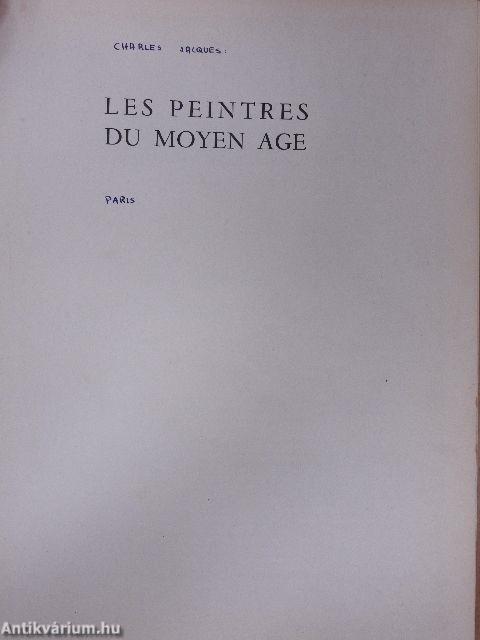 CHARLES JACQUES:
LES PEINTRES
DU MOYEN AGE
PARIS
Antikvárium.hu